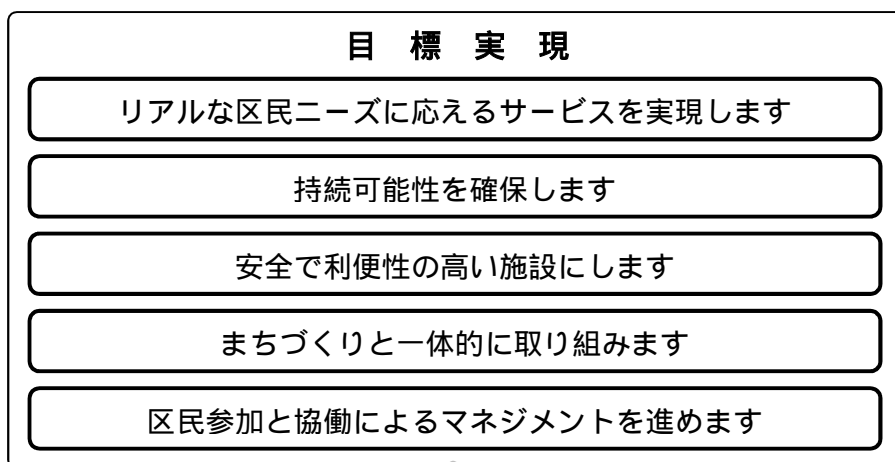 目標実現
リアルな区民ニーズに応えるサービスを実現します
持続可能性を確保します
安全で利便性の高い施設にします
まちづくりと一体的に取り組みます
区民参加と協働によるマネジメントを進めます